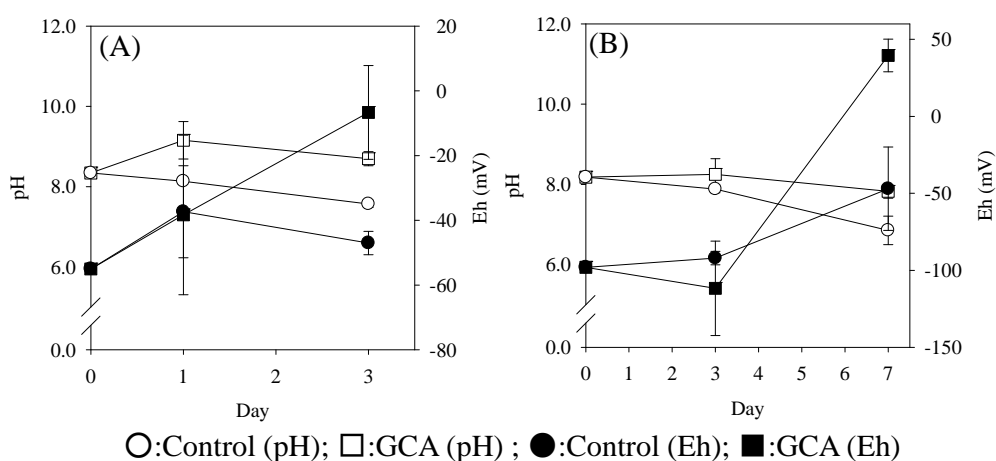 (A)
12.0
10.0
8.0
6.0
0.0
pH
20
0
-20
-40
-60
-80
Eh (mV)
0 1 2 3
Day
(B)
12.0
10.0
8.0
6.0
0.0
pH
50
0
-50
-100
-150
Eh (mV)
0 1 2 3 4 5 6 7
Day
:Control (pH); :GCA (pH) ; :Control (Eh); :GCA (Eh)